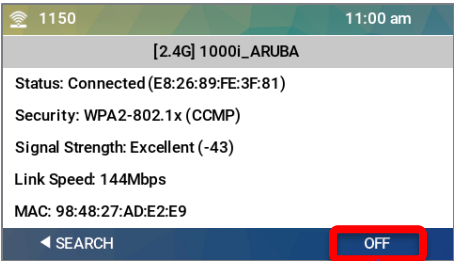 1150 11:00 am
[2.4G] 1000i_ARUBA
Status: Connected (E8:26:89:FE:3F:81)
Security: WPA2-802.1x (CCMP)
Signal Strength: Excellent (-43)
Link Speed: 144Mbps
MAC: 98:48:27:AD:E2:E9
SEARCH OFF